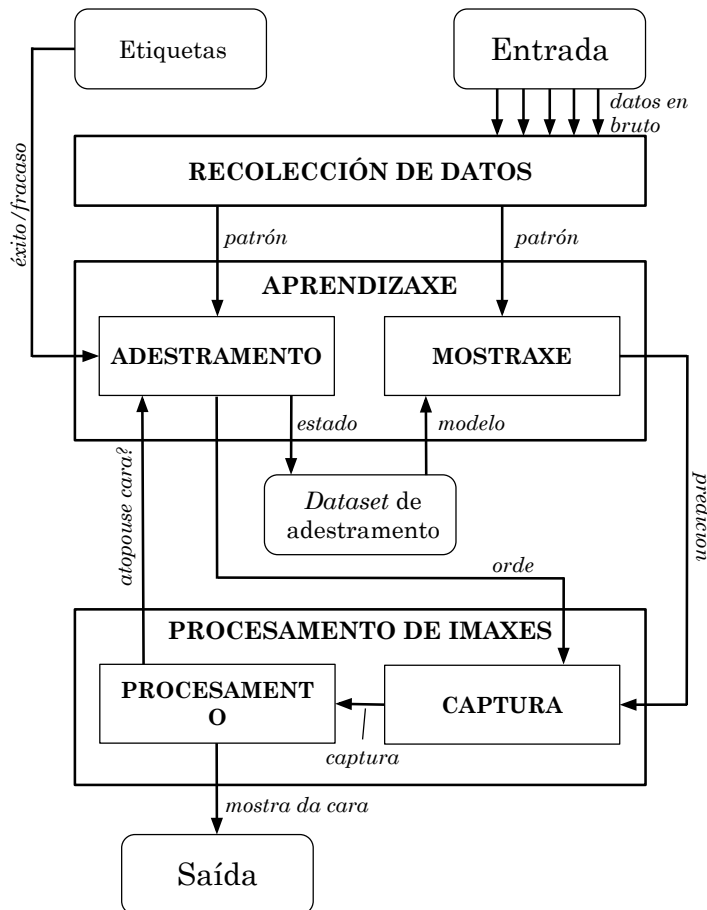 Etiquetas
Entrada
datos en
bruto
RECOLECCIÓN DE DATOS
éxito/fracaso
patrón
patrón
APRENDIZAXE
ADESTRAMENTO
MOSTRAXE
estado
modelo
atopouse cara?
Dataset de
adestramento
predicion
orde
PROCESAMENTO DE IMAXES
PROCESAMENT
O
CAPTURA
captura
mostra da cara
Saída